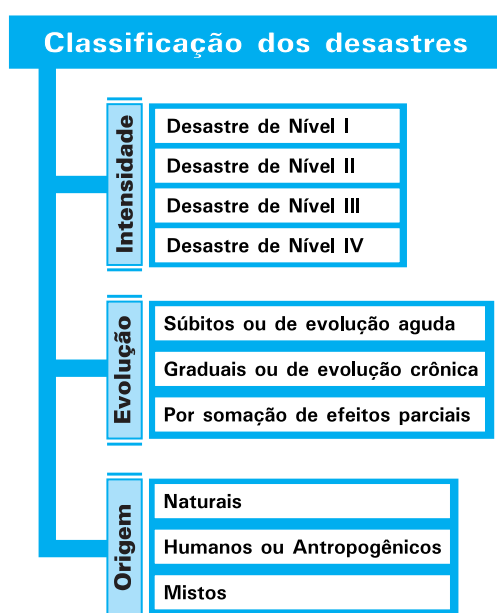 Classificação dos desastres
Intensidade
Desastre de Nível I
Desastre de Nível II
Desastre de Nível III
Desastre de Nível IV
Evolução
Súbitos ou de evolução aguda
Graduais ou de evolução crônica
Por somação de efeitos parciais
Origem
Naturais
Humanos ou Antropogênicos
Mistos